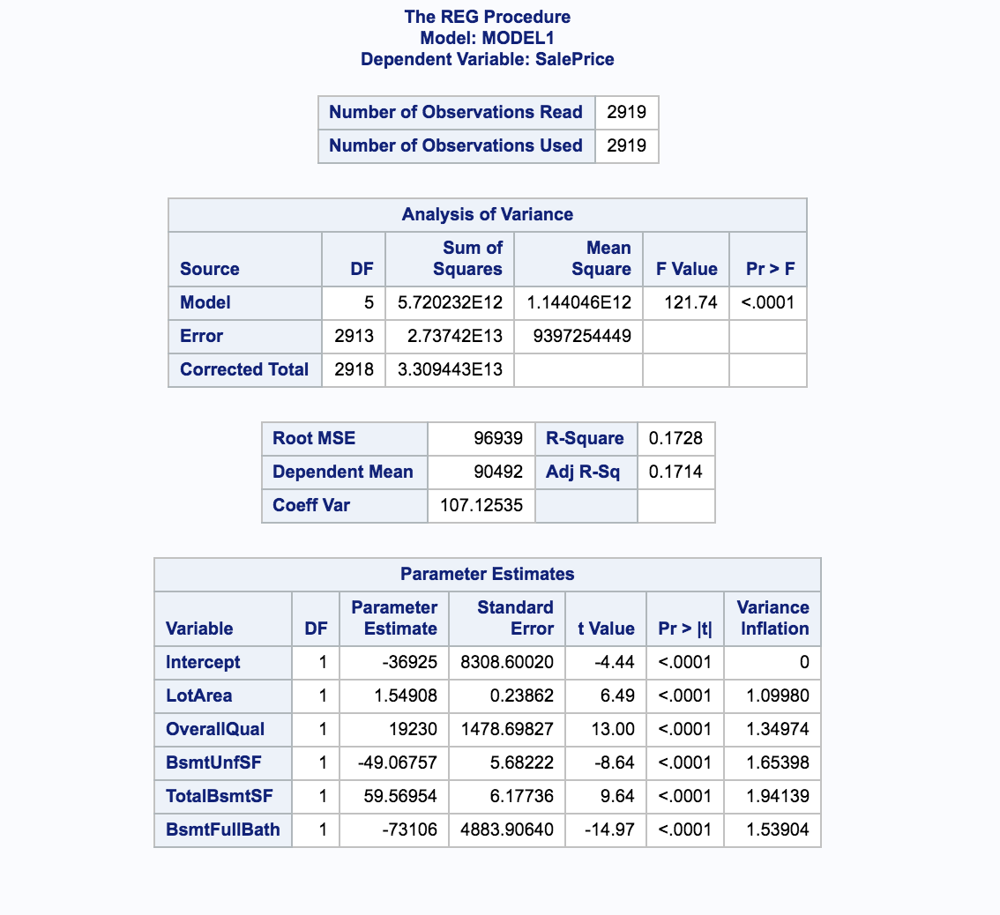 The REG Procedure
Model: MODEL1
Dependent Variable: SalePrice
Number of Observations Read 2919
Number of Observations Used 2919
Analysis of Variance
Source DF Sum of Squares Mean Square F Value Pr > F
Model 5 5.720232E12 1.144046E12 121.74 <.0001
Error 2913 2.73742E13 9397254449
Corrected Total 2918 3.309443E13
Root MSE 96939 R-Square 0.1728
Dependent Mean 90492 Adj R-Sq 0.1714
Coeff Var 107.12535
Parameter Estimates
Variable DF Parameter Estimate Standard Error t Value Pr > |t| Variance Inflation
Intercept 1 -36925 8308.60020 -4.44 <.0001 0
LotArea 1 1.54908 0.23862 6.49 <.0001 1.09980
OverallQual 1 19230 1478.69827 13.00 <.0001 1.34974
BsmtUnfSF 1 -49.06757 5.68222 -8.64 <.0001 1.65398
TotalBsmtSF 1 59.56954 6.17736 9.64 <.0001 1.94139
BsmtFullBath 1 -73106 4883.90640 -14.97 <.0001 1.53904